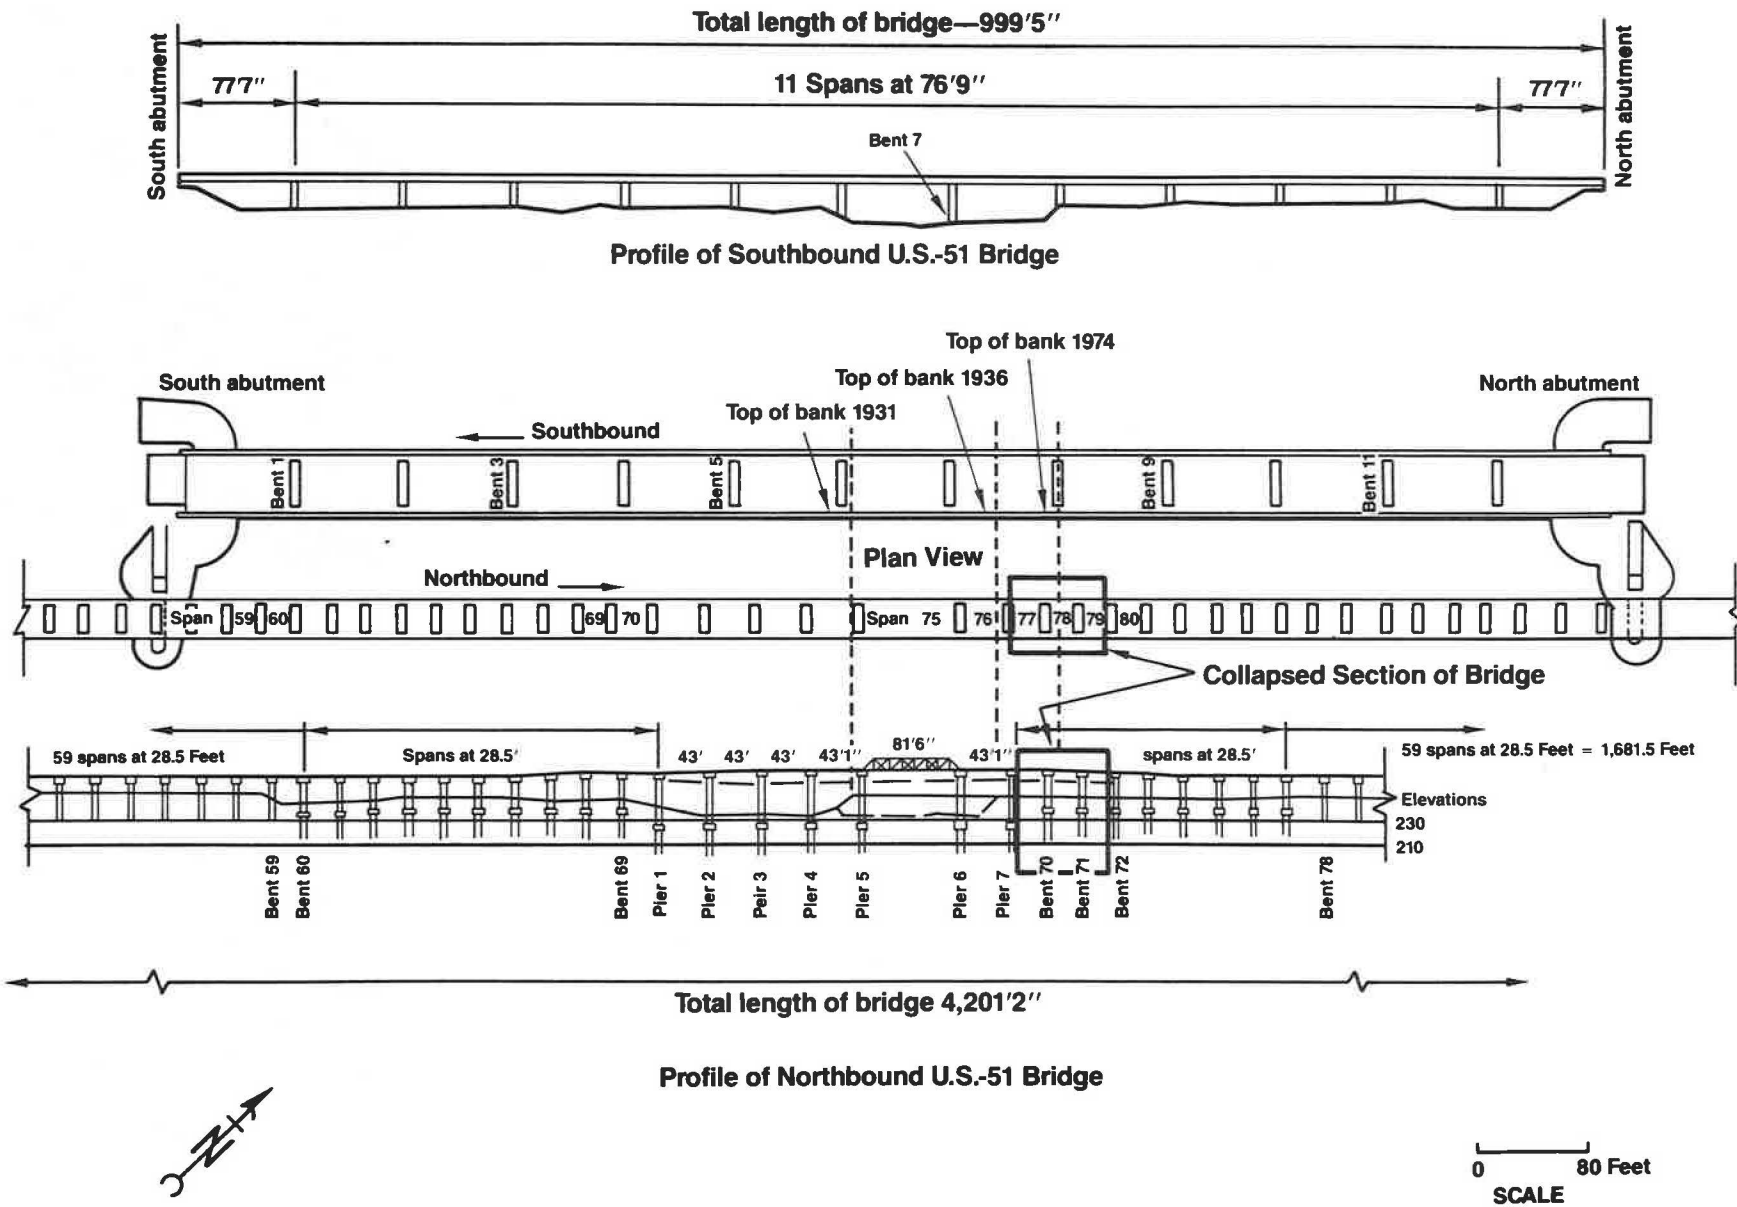 Total length of bridge—999'5''
South abutment
77'7''
11 Spans at 76'9''
77'7''
North abutment
Bent 7
Profile of Southbound U.S.-51 Bridge
Top of bank 1974
Top of bank 1936
Top of bank 1931
South abutment
North abutment
Southbound
Bent 1
Bent 3
Bent 5
Bent 9
Bent 11
Plan View
Northbound
Span 59 60 69 70 Span 75 76 77 78 79 80
Collapsed Section of Bridge
59 spans at 28.5 Feet
Spans at 28.5'
43' 43' 43' 43'1'' 81'6'' 43'1''
spans at 28.5'
59 spans at 28.5 Feet = 1,681.5 Feet
Elevations
230
210
Bent 59
Bent 60
Bent 69
Pier 1
Pier 2
Peir 3
Pier 4
Pier 5
Pier 6
Pier 7
Bent 70
Bent 71
Bent 72
Bent 78
Total length of bridge 4,201'2''
Profile of Northbound U.S.-51 Bridge
N
0 80 Feet
SCALE